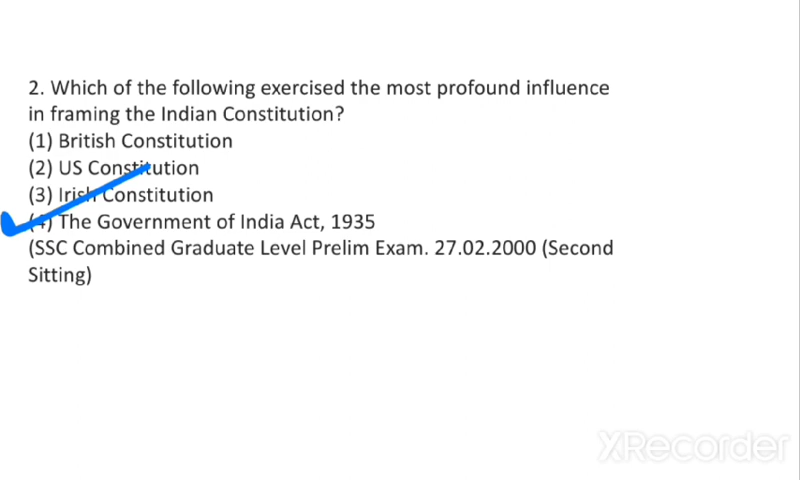 2. Which of the following exercised the most profound influence
in framing the Indian Constitution?
(1) British Constitution
(2) US Constitution
(3) Irish Constitution
(4) The Government of India Act, 1935
(SSC Combined Graduate Level Prelim Exam. 27.02.2000 (Second
Sitting)
XRecorder